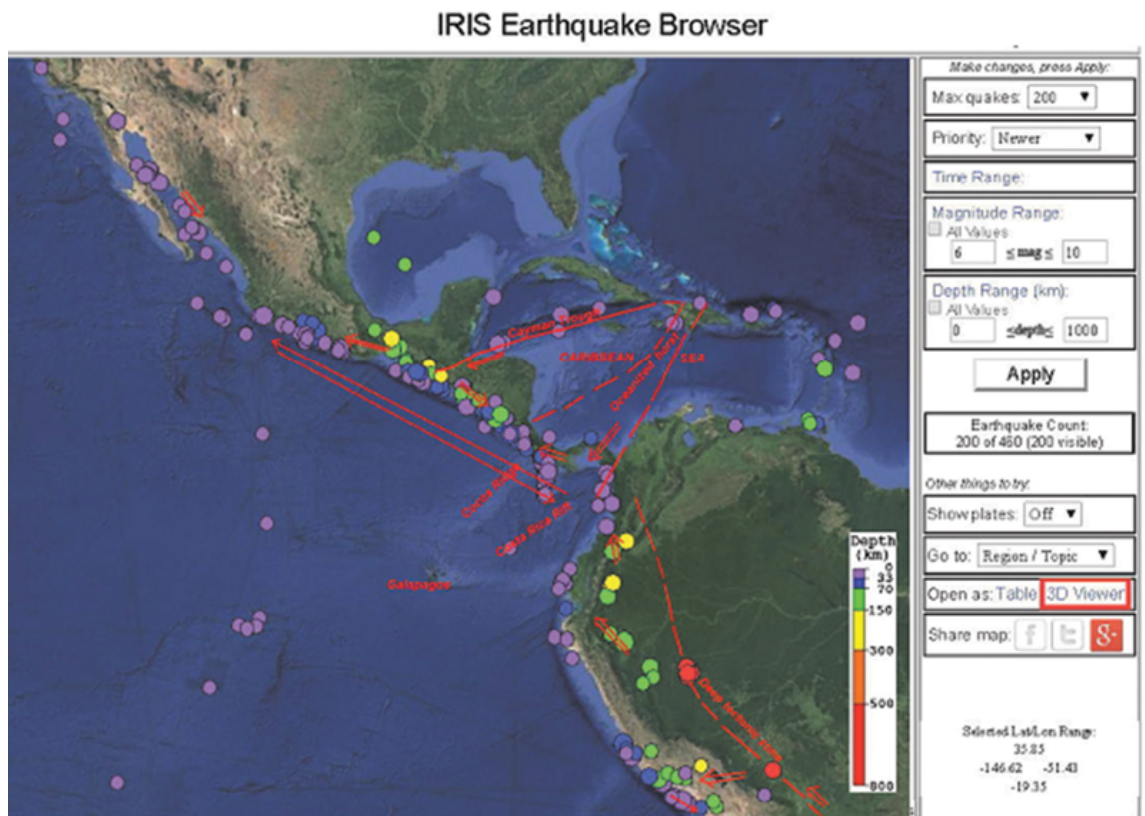 IRIS Earthquake Browser
Make changes, press Apply:
Max quakes: 200
Priority: Newer
Time Range:
Magnitude Range:
All Values
6 ≤ mag ≤ 10
Depth Range (km):
All Values
0 ≤depth≤ 1000
Apply
Earthquake Count:
200 of 460 (200 visible)
Other things to try:
Show plates: Off
Go to: Region / Topic
Open as: Table 3D Viewer
Share map: f t g+
Selected Lat/Lon Range:
35.85
-146.62 -51.43
-19.35
Cayman Trough
CARIBBEAN
SEA
Oceanized
Cocos Ridge
Costa Rica Rift
Galapagos
Deep tectonic zone
Depth
(km)
0
33
70
150
300
500
800